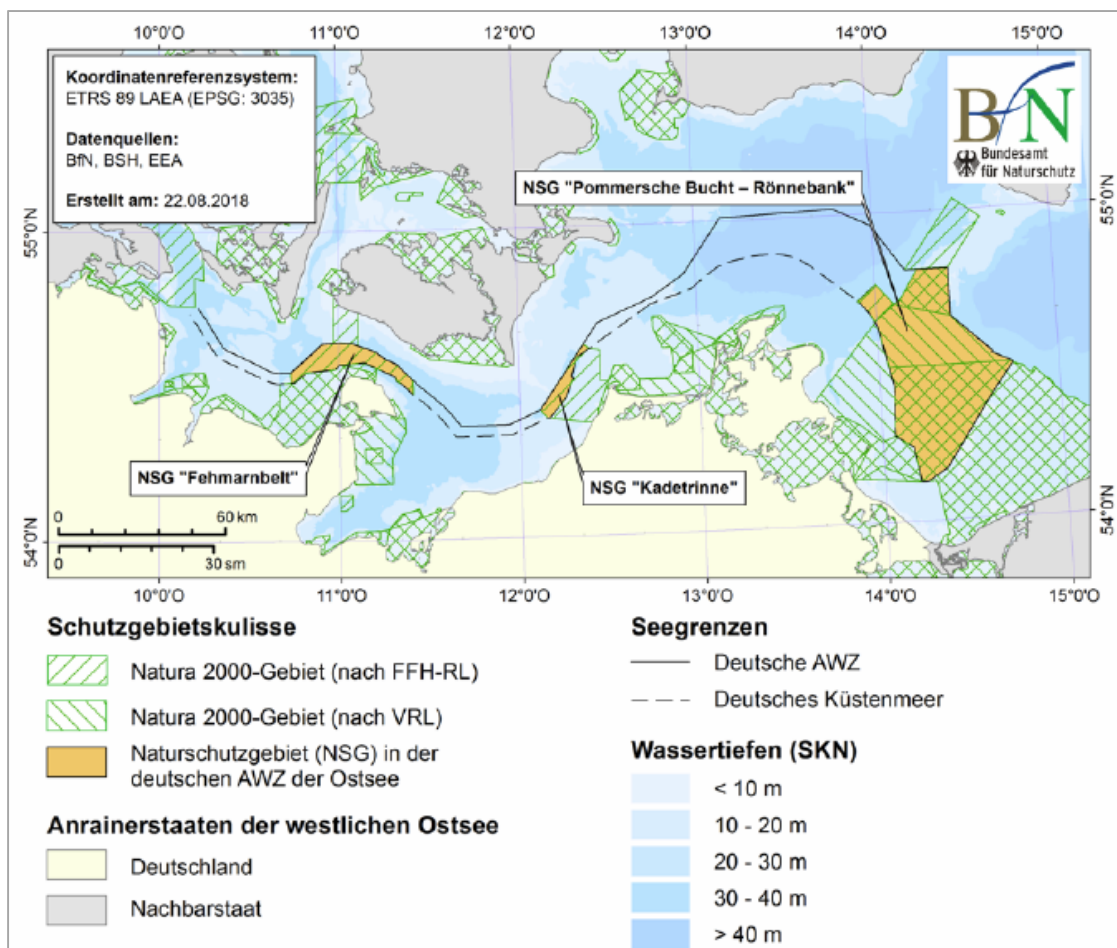 10°0'O 11°0'O 12°0'O 13°0'O 14°0'O 15°0'O
Koordinatenreferenzsystem:
ETRS 89 LAEA (EPSG: 3035)
Datenquellen:
BfN, BSH, EEA
Erstellt am: 22.08.2018
BfN
Bundesamt
für Naturschutz
NSG "Pommersche Bucht – Rönnebank"
55°0'N
55°0'N
NSG "Fehmarnbelt"
NSG "Kadetrinne"
54°0'N
54°0'N
0 60 km
0 30 sm
10°0'O 11°0'O 12°0'O 13°0'O 14°0'O 15°0'O
Schutzgebietskulisse
Natura 2000-Gebiet (nach FFH-RL)
Natura 2000-Gebiet (nach VRL)
Naturschutzgebiet (NSG) in der
deutschen AWZ der Ostsee
Anrainerstaaten der westlichen Ostsee
Deutschland
Nachbarstaat
Seegrenzen
Deutsche AWZ
Deutsches Küstenmeer
Wassertiefen (SKN)
< 10 m
10 - 20 m
20 - 30 m
30 - 40 m
> 40 m